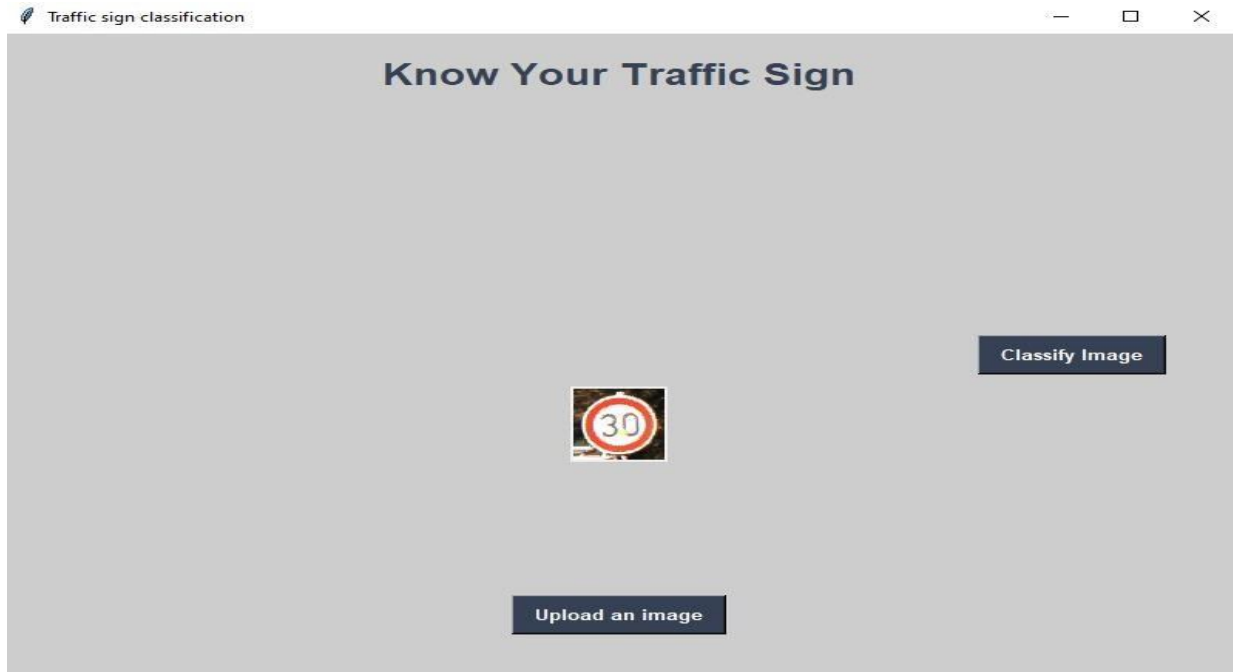 Traffic sign classification
Know Your Traffic Sign
Classify Image
30
Upload an image